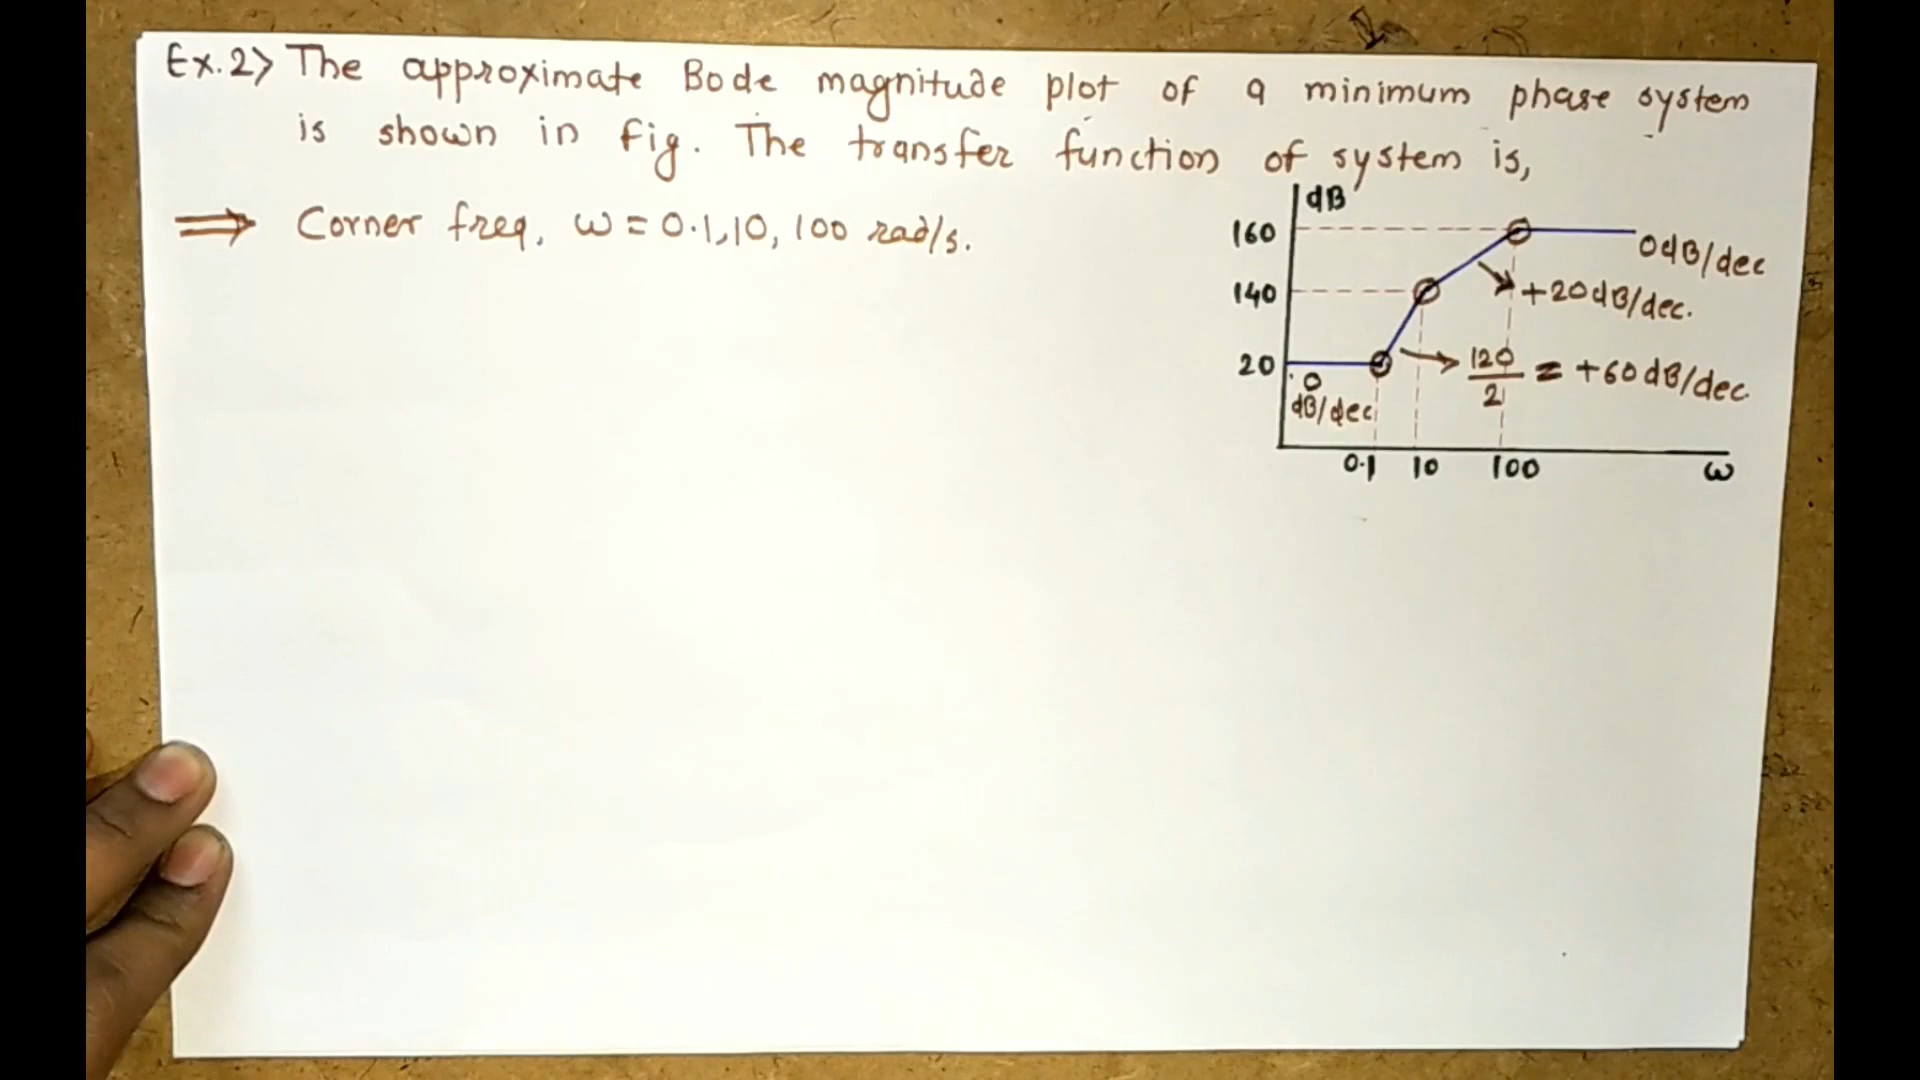 Ex.2> The approximate Bode magnitude plot of a minimum phase system
is shown in fig. The transfer function of system is,
⟹ Corner freq, ω = 0.1, 10, 100 rad/s.
dB
160
0dB/dec
140
+20dB/dec.
20
0
dB/dec
120/2 = +60dB/dec.
0.1 10 100 ω